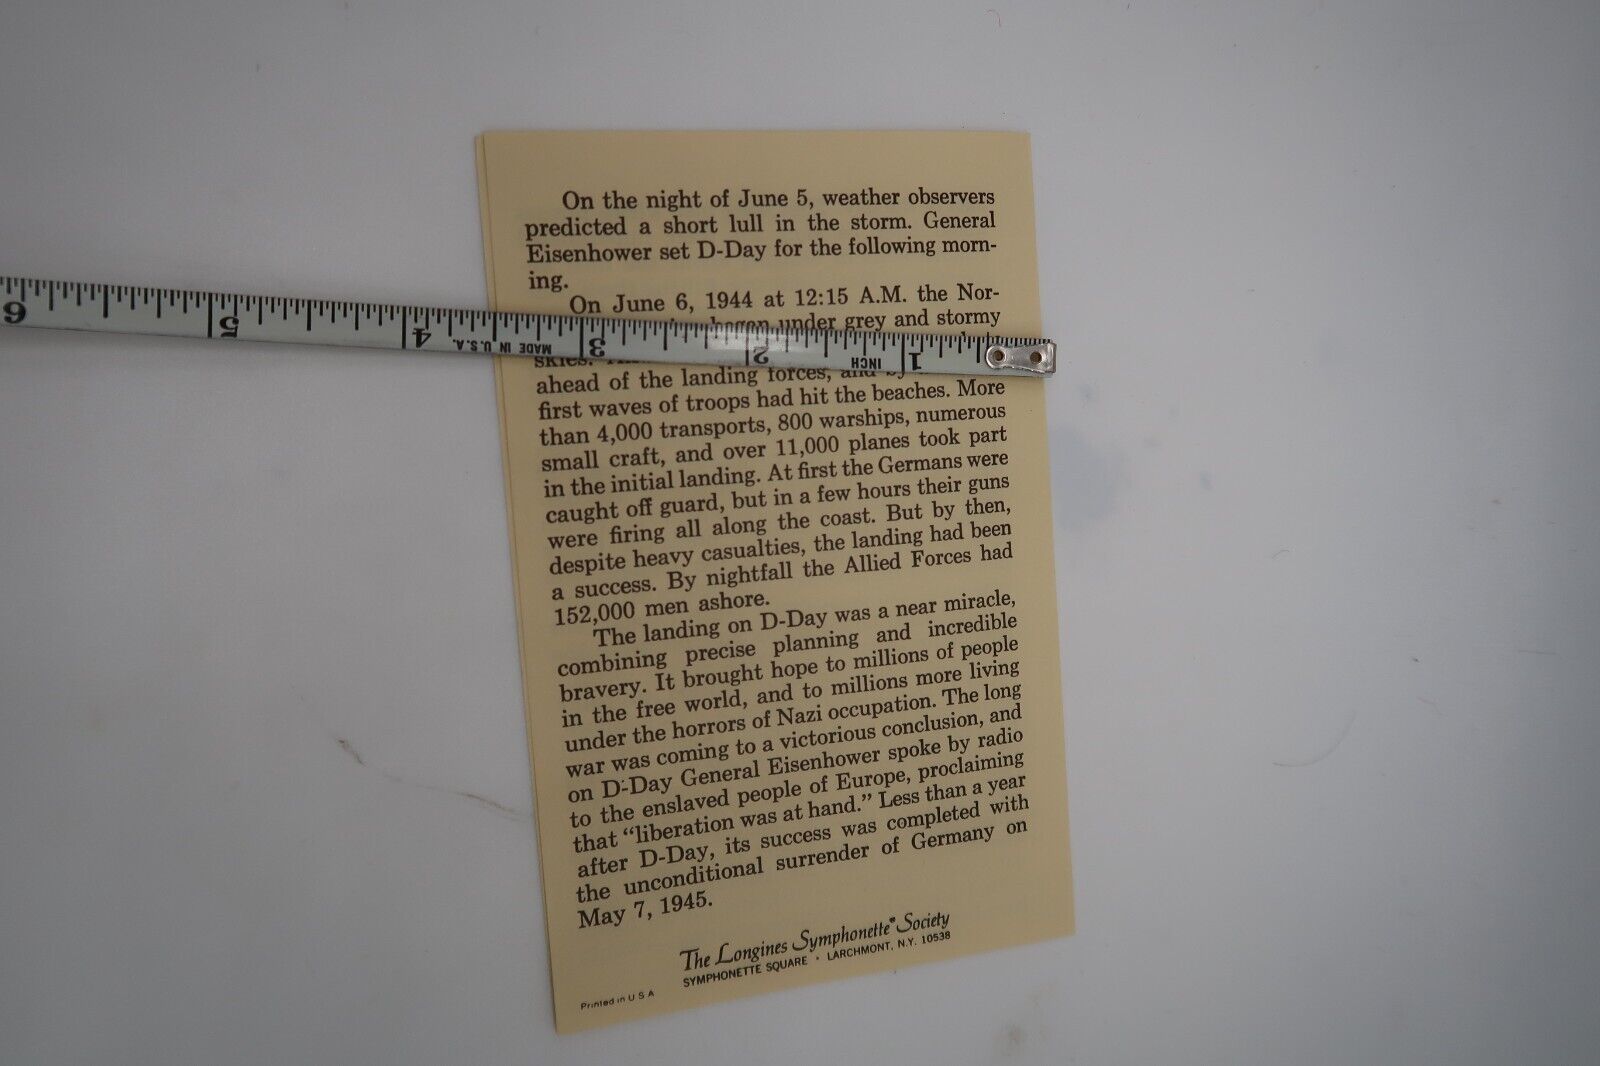 On the night of June 5, weather observers
predicted a short lull in the storm. General
Eisenhower set D-Day for the following morn-
ing.
On June 6, 1944 at 12:15 A.M. the Nor-
began under grey and stormy
skies.
ahead of the landing forces, and by
first waves of troops had hit the beaches. More
than 4,000 transports, 800 warships, numerous
small craft, and over 11,000 planes took part
in the initial landing. At first the Germans were
caught off guard, but in a few hours their guns
were firing all along the coast. But by then,
despite heavy casualties, the landing had been
a success. By nightfall the Allied Forces had
152,000 men ashore.
The landing on D-Day was a near miracle,
combining precise planning and incredible
bravery. It brought hope to millions of people
in the free world, and to millions more living
under the horrors of Nazi occupation. The long
war was coming to a victorious conclusion, and
on D-Day General Eisenhower spoke by radio
to the enslaved people of Europe, proclaiming
that “liberation was at hand.” Less than a year
after D-Day, its success was completed with
the unconditional surrender of Germany on
May 7, 1945.
The Longines Symphonette® Society
SYMPHONETTE SQUARE • LARCHMONT, N.Y. 10538
Printed in U S A
6 5 4 MADE IN U.S.A. 3 2 INCH 1